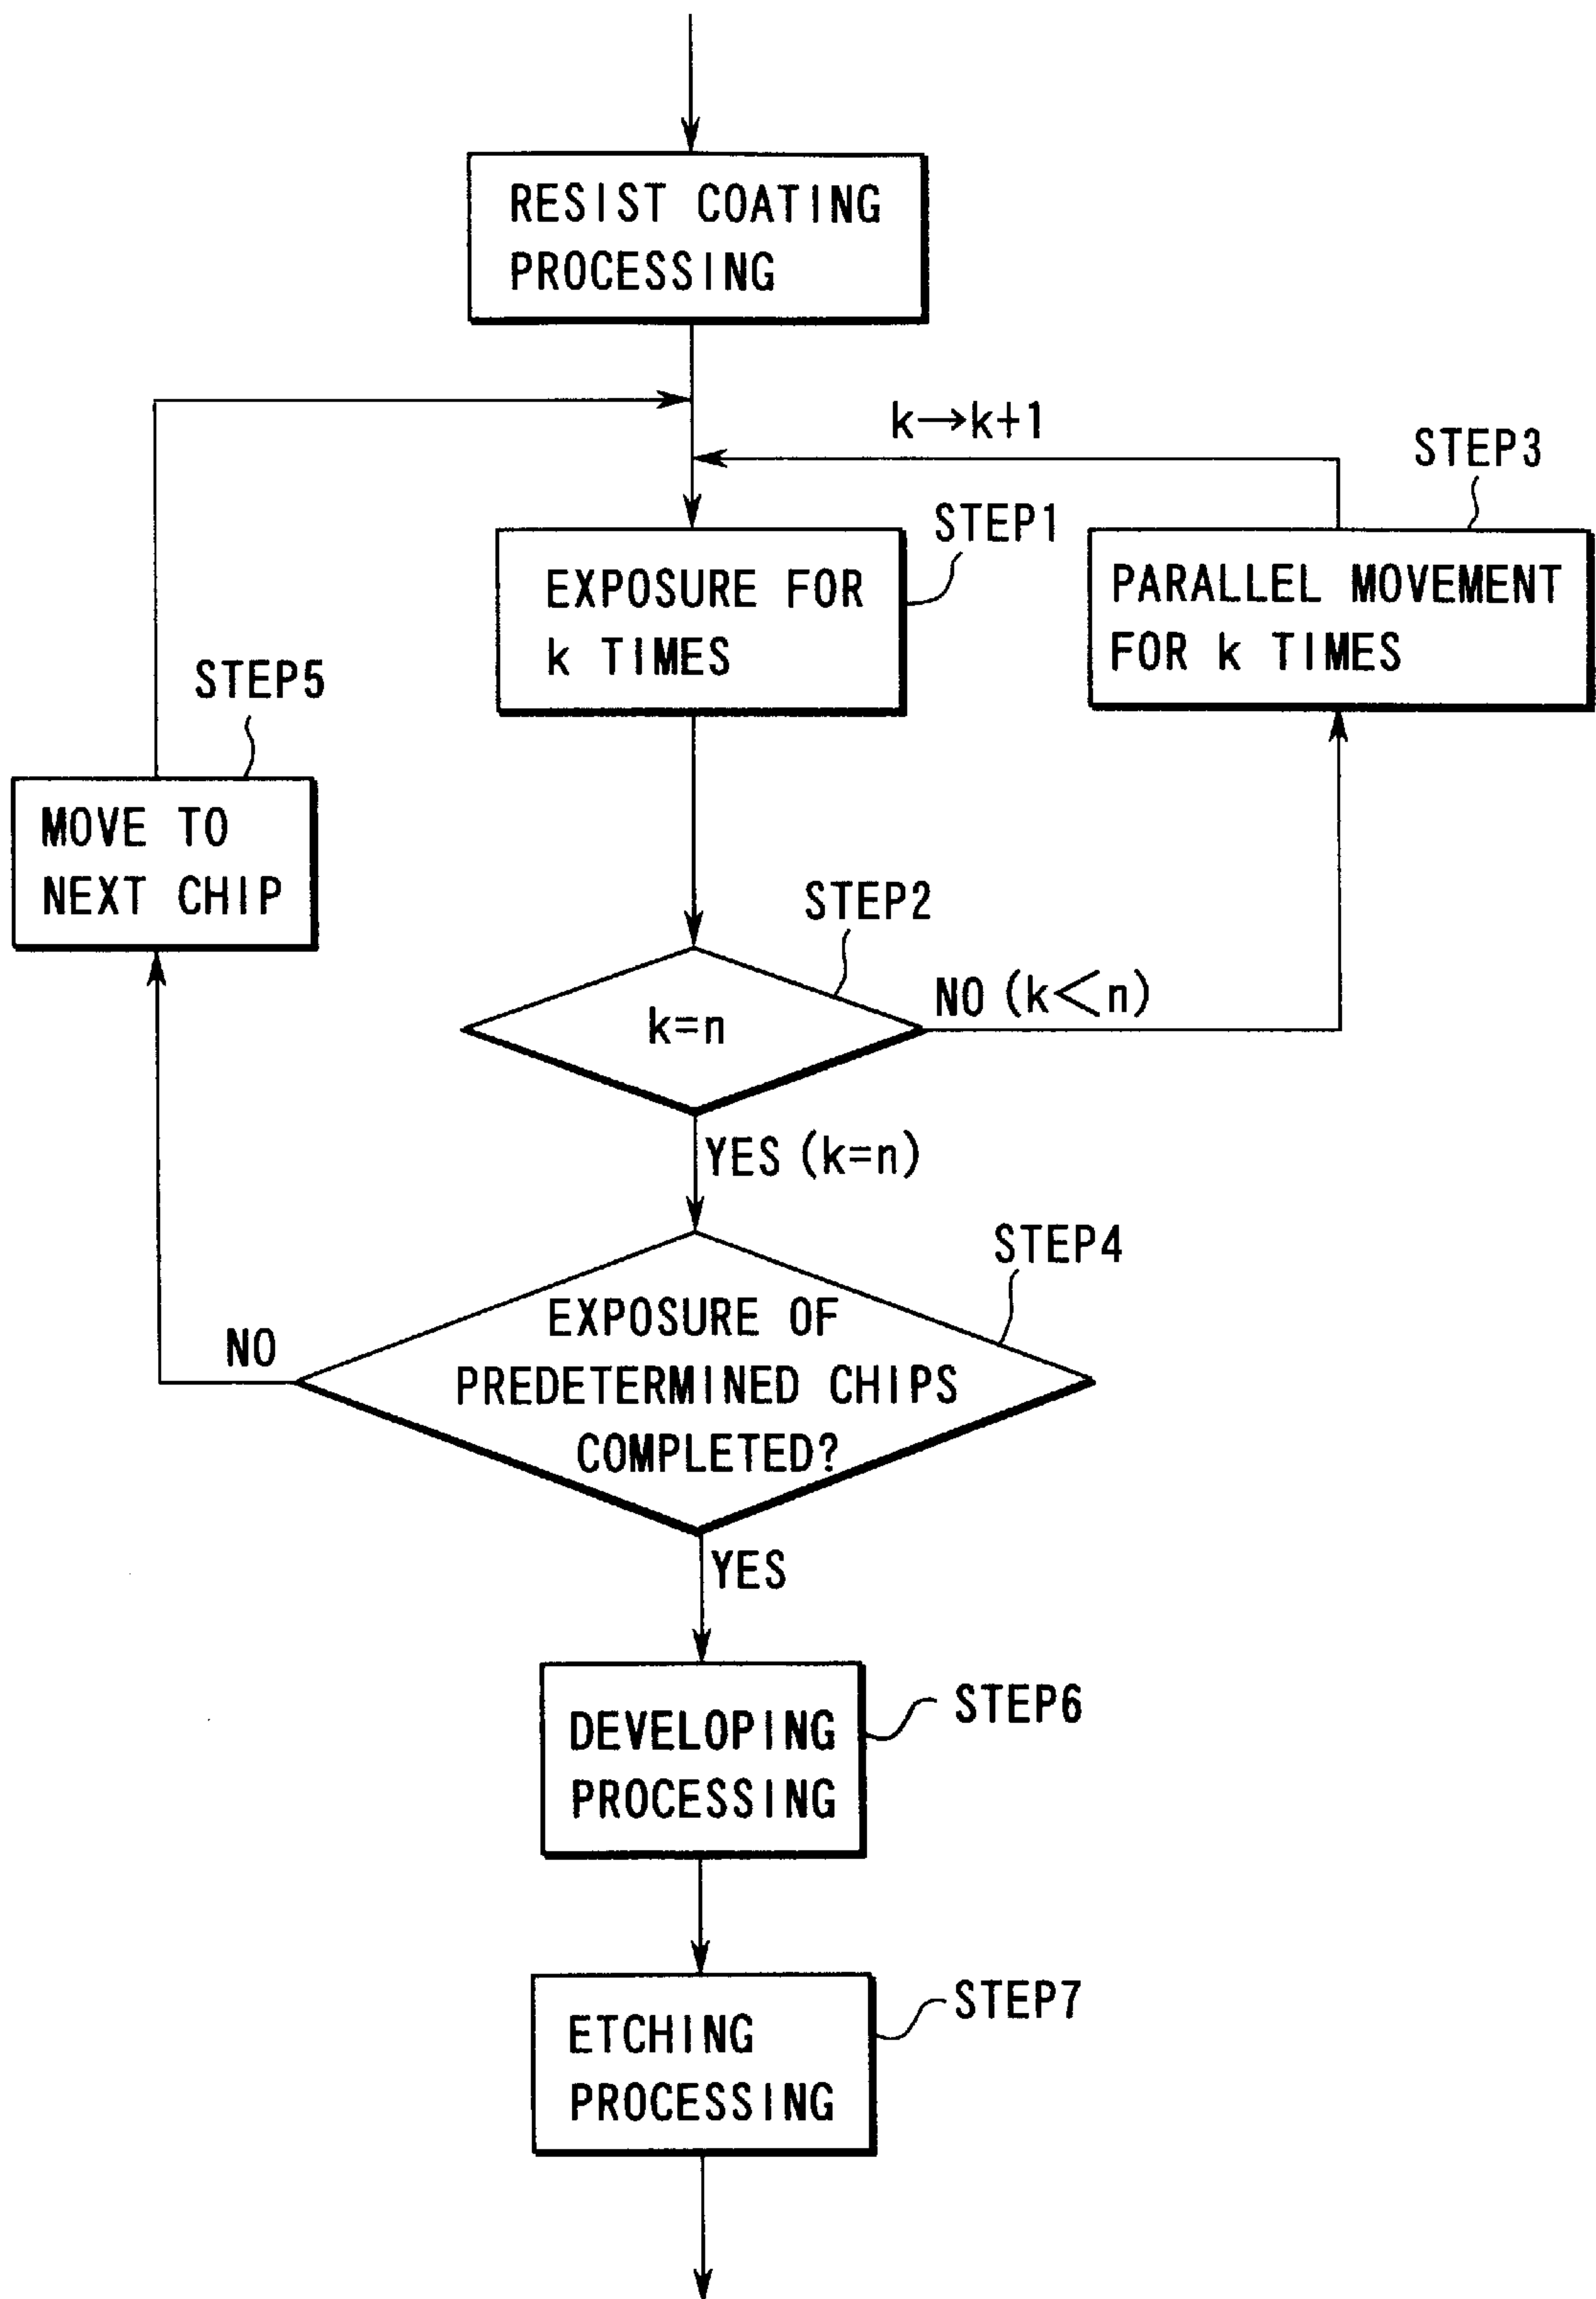 RESIST COATING
PROCESSING
k→k+1
STEP3
STEP1
EXPOSURE FOR
k TIMES
PARALLEL MOVEMENT
FOR k TIMES
STEP5
MOVE TO
NEXT CHIP
STEP2
k=n
NO (k<n)
YES (k=n)
STEP4
EXPOSURE OF
PREDETERMINED CHIPS
COMPLETED?
NO
YES
STEP6
DEVELOPING
PROCESSING
STEP7
ETCHING
PROCESSING